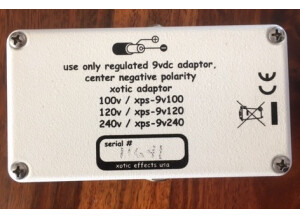 use only regulated 9vdc adaptor,
center negative polarity
xotic adaptor
100v / xps-9v100
120v / xps-9v120
240v / xps-9v240
serial #
xotic effects usa